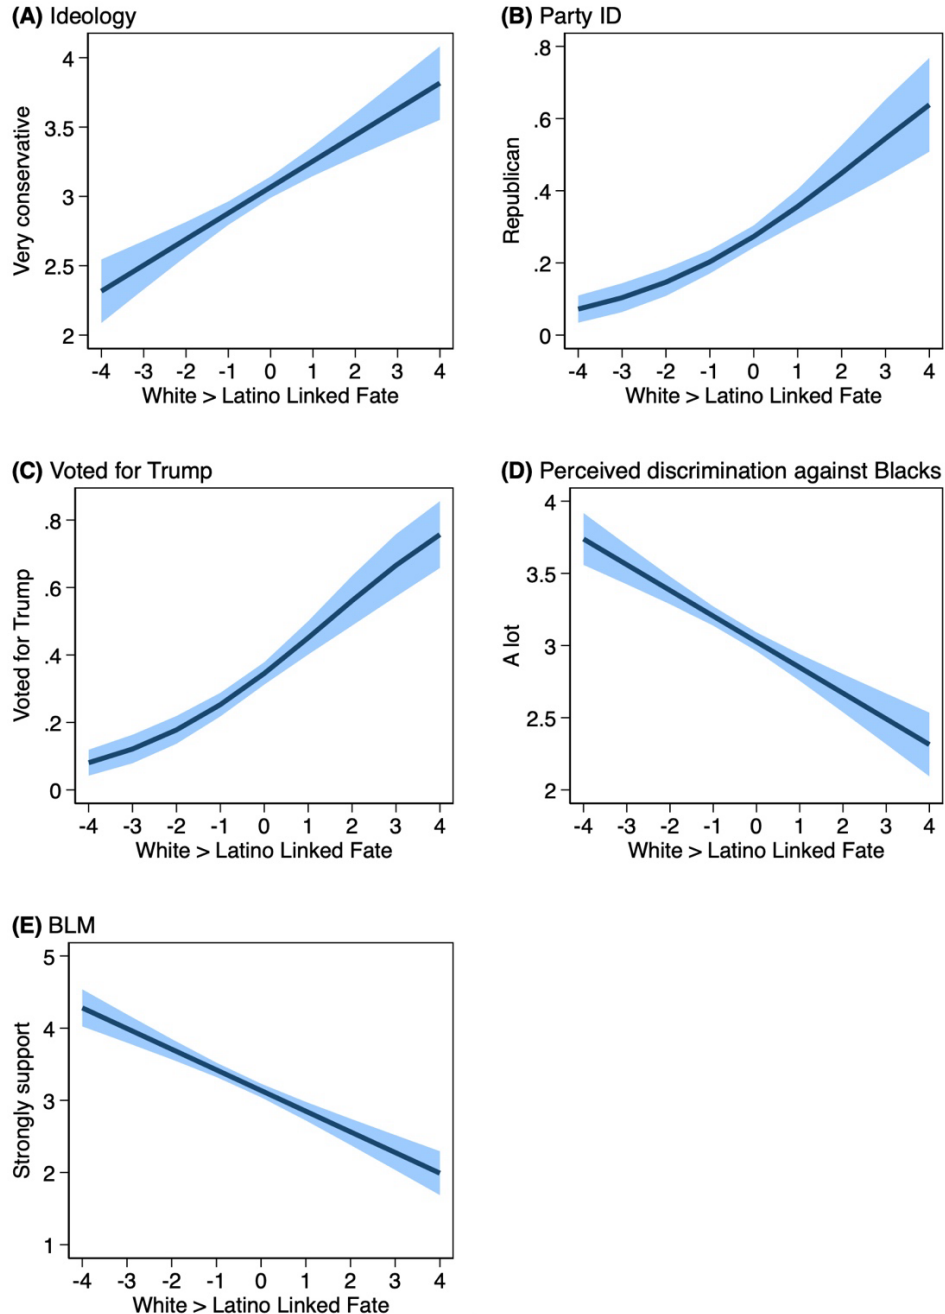 (A) Ideology
Very conservative
4
3.5
3
2.5
2
-4 -3 -2 -1 0 1 2 3 4
White > Latino Linked Fate
(B) Party ID
Republican
.8
.6
.4
.2
0
-4 -3 -2 -1 0 1 2 3 4
White > Latino Linked Fate
(C) Voted for Trump
Voted for Trump
.8
.6
.4
.2
0
-4 -3 -2 -1 0 1 2 3 4
White > Latino Linked Fate
(D) Perceived discrimination against Blacks
A lot
4
3.5
3
2.5
2
-4 -3 -2 -1 0 1 2 3 4
White > Latino Linked Fate
(E) BLM
Strongly support
5
4
3
2
1
-4 -3 -2 -1 0 1 2 3 4
White > Latino Linked Fate